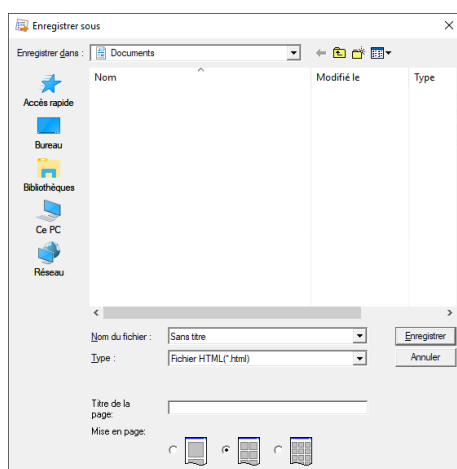 Enregistrer sous
Enregistrer dans :
Documents
Nom
Modifié le
Type
Accès rapide
Bureau
Bibliothèques
Ce PC
Réseau
Nom du fichier :
Sans titre
Enregistrer
Type :
Fichier HTML(*.html)
Annuler
Titre de la
page:
Mise en page: